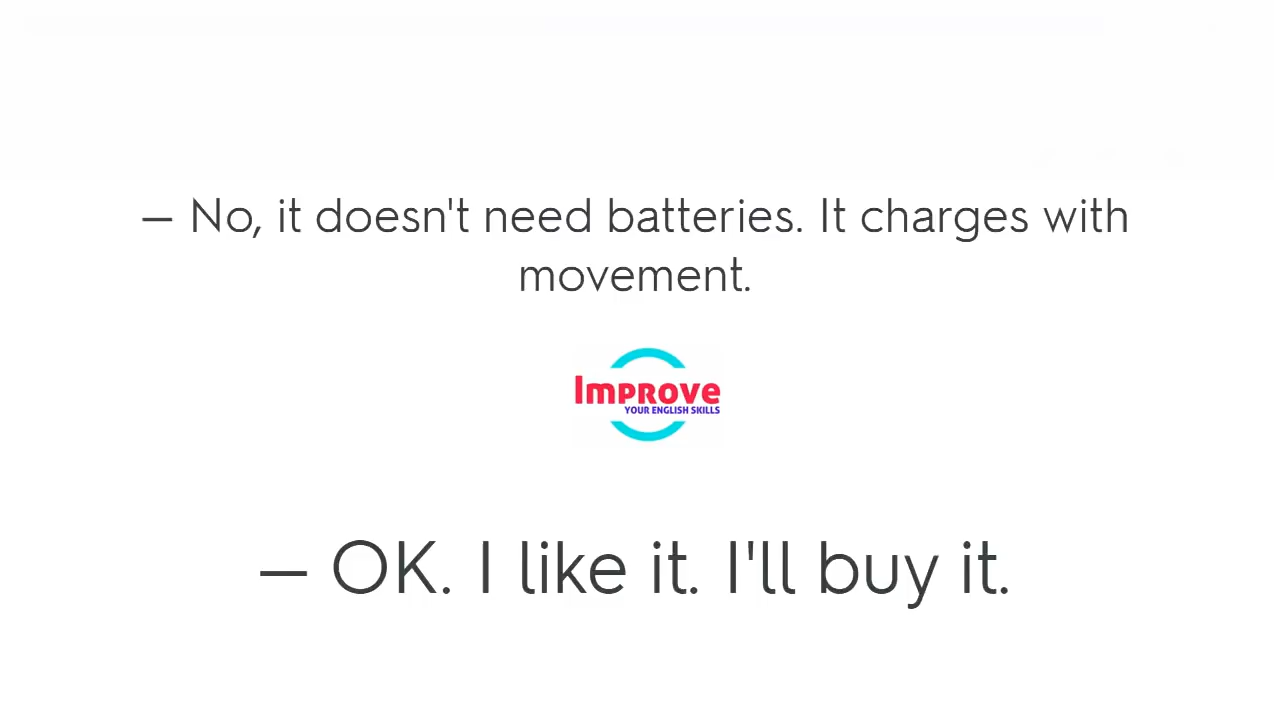 — No, it doesn't need batteries. It charges with
movement.
Improve
YOUR ENGLISH SKILLS
— OK. I like it. I'll buy it.